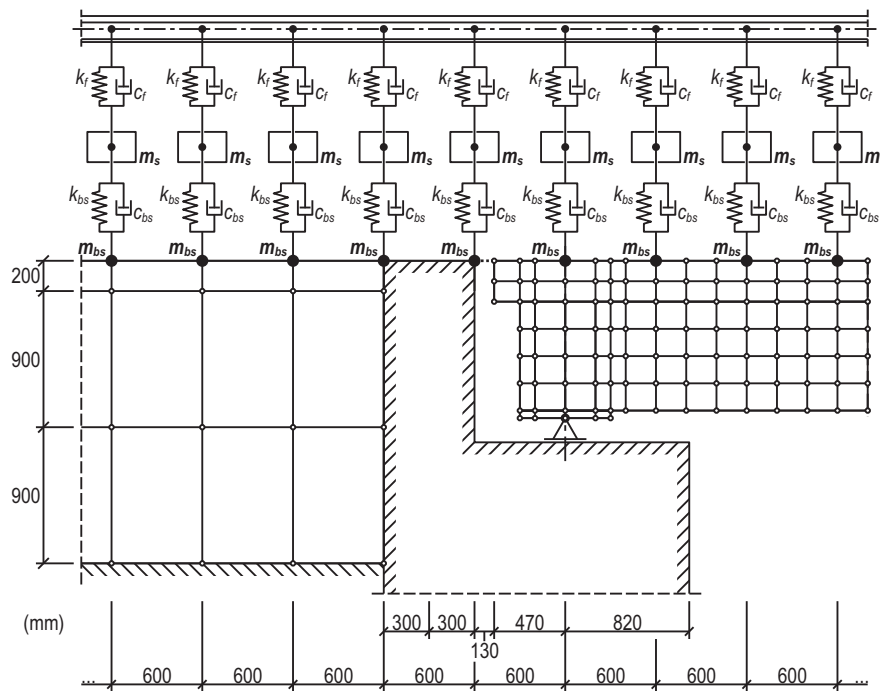 k_f k_f k_f k_f k_f k_f k_f k_f k_f
c_f c_f c_f c_f c_f c_f c_f c_f c_f
m_s m_s m_s m_s m_s m_s m_s m_s m
k_bs k_bs k_bs k_bs k_bs k_bs k_bs k_bs k_bs
c_bs c_bs c_bs c_bs c_bs c_bs c_bs c_bs c_bs
m_bs m_bs m_bs m_bs m_bs m_bs m_bs m_bs m_bs
200
900
900
(mm)
300 300 470 820
130
... 600 600 600 600 600 600 600 600 ...